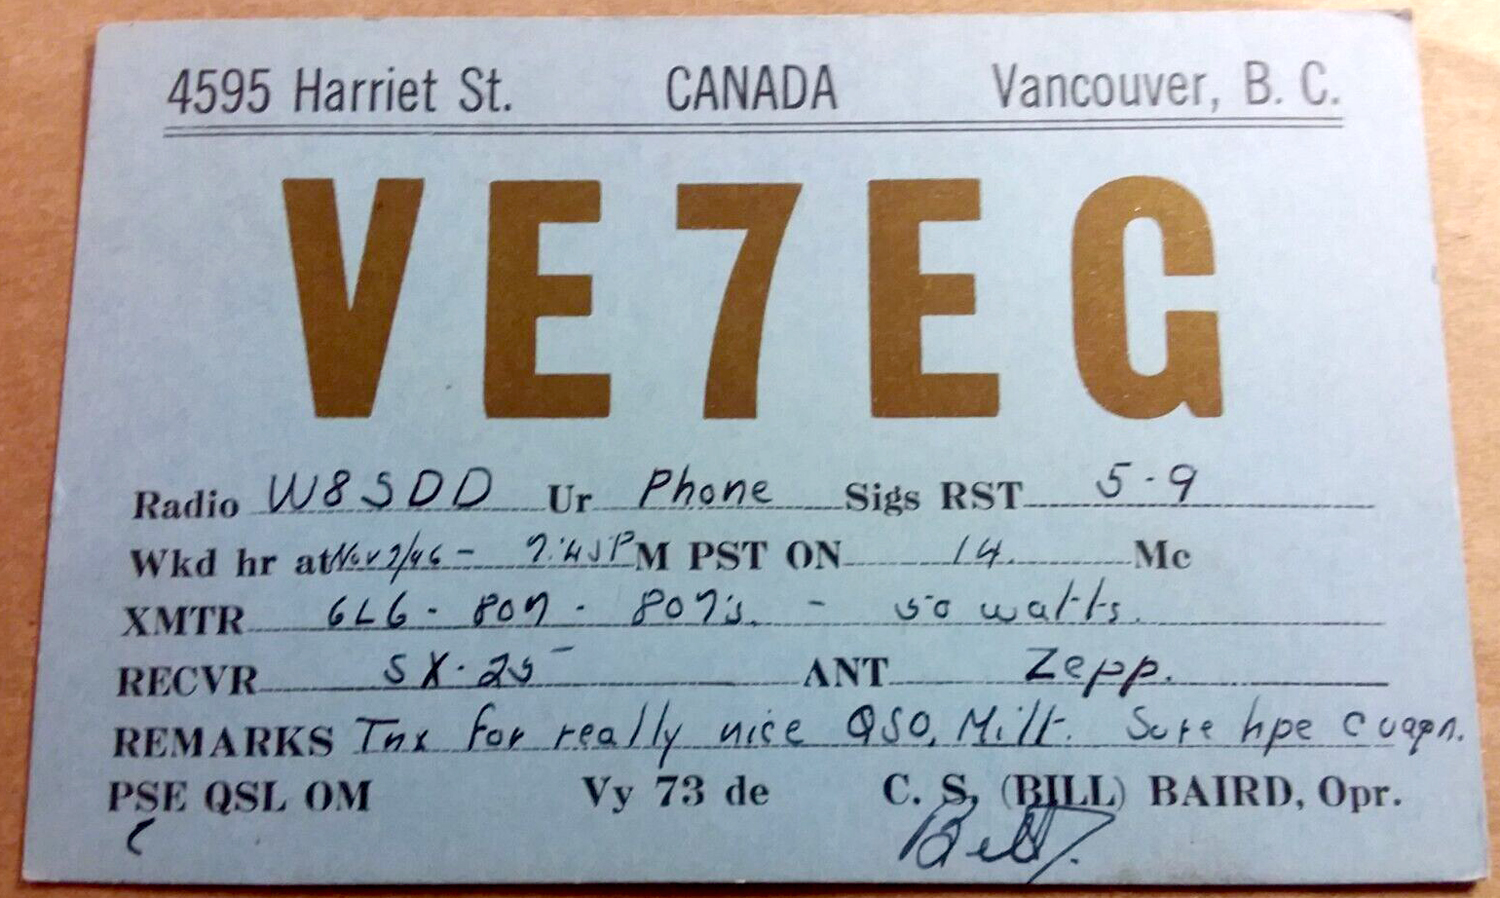 4595 Harriet St. CANADA Vancouver, B. C.
VE7EG
Radio W8SDD Ur Phone Sigs RST 5-9
Wkd hr at Nov 7/46 - 7:45 PM PST ON 14. Mc
XMTR 6L6 - 807 - 807's. - 50 watts.
RECVR SX-25 ANT Zepp.
REMARKS Tnx for really nice QSO, Milt. Sure hpe c uagn.
PSE QSL OM Vy 73 de C. S. (BILL) BAIRD, Opr.
Bill